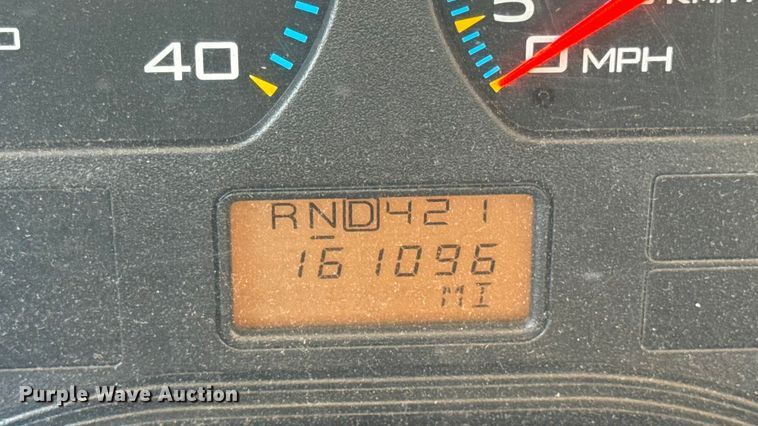 40
5
0 MPH
RND421
161096
MI
Purple Wave Auction